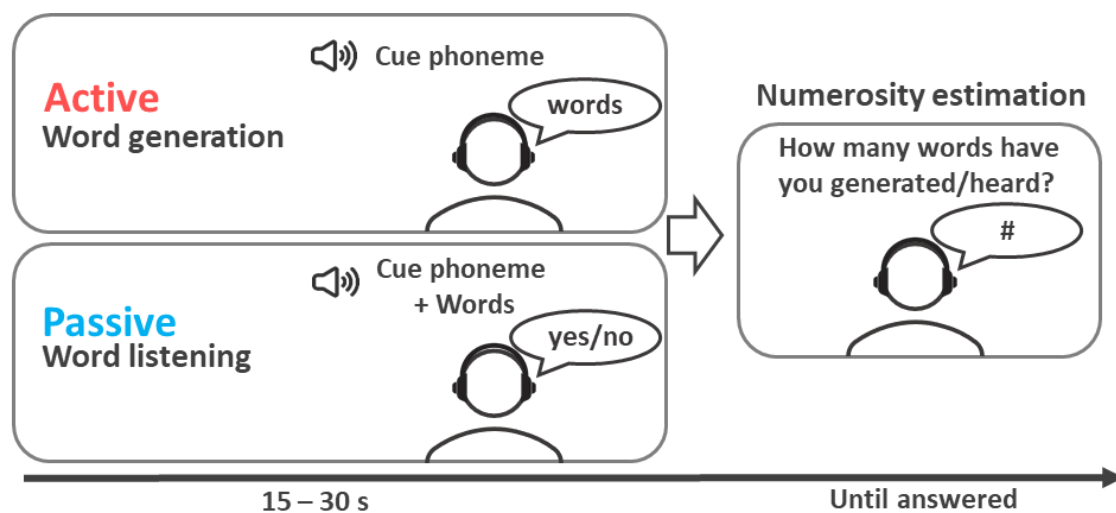 Cue phoneme
Active
Word generation
words
Cue phoneme
+ Words
Passive
Word listening
yes/no
Numerosity estimation
How many words have
you generated/heard?
#
15 – 30 s
Until answered